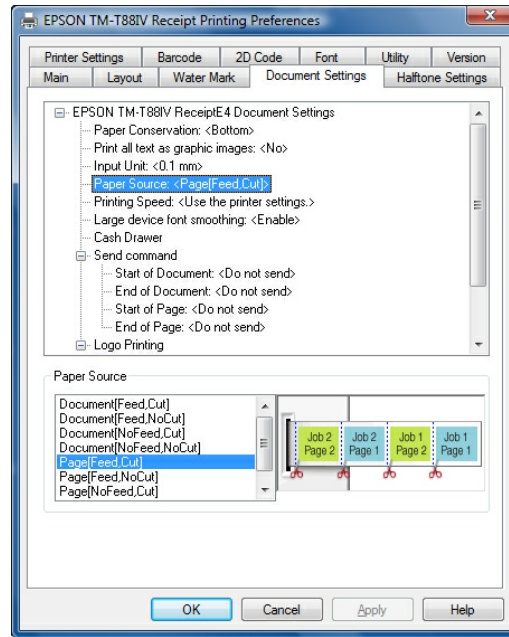 EPSON TM-T88IV Receipt Printing Preferences
Printer Settings Barcode 2D Code Font Utility Version
Main Layout Water Mark Document Settings Halftone Settings
EPSON TM-T88IV ReceiptE4 Document Settings
Paper Conservation: <Bottom>
Print all text as graphic images: <No>
Input Unit: <0.1 mm>
Paper Source: <Page[Feed,Cut]>
Printing Speed: <Use the printer settings.>
Large device font smoothing: <Enable>
Cash Drawer
Send command
Start of Document: <Do not send>
End of Document: <Do not send>
Start of Page: <Do not send>
End of Page: <Do not send>
Logo Printing
Paper Source
Document[Feed,Cut]
Document[Feed,NoCut]
Document[NoFeed,Cut]
Document[NoFeed,NoCut]
Page[Feed,Cut]
Page[Feed,NoCut]
Page[NoFeed,Cut]
Job 2 Job 2 Job 1 Job 1
Page 2 Page 1 Page 2 Page 1
OK Cancel Apply Help